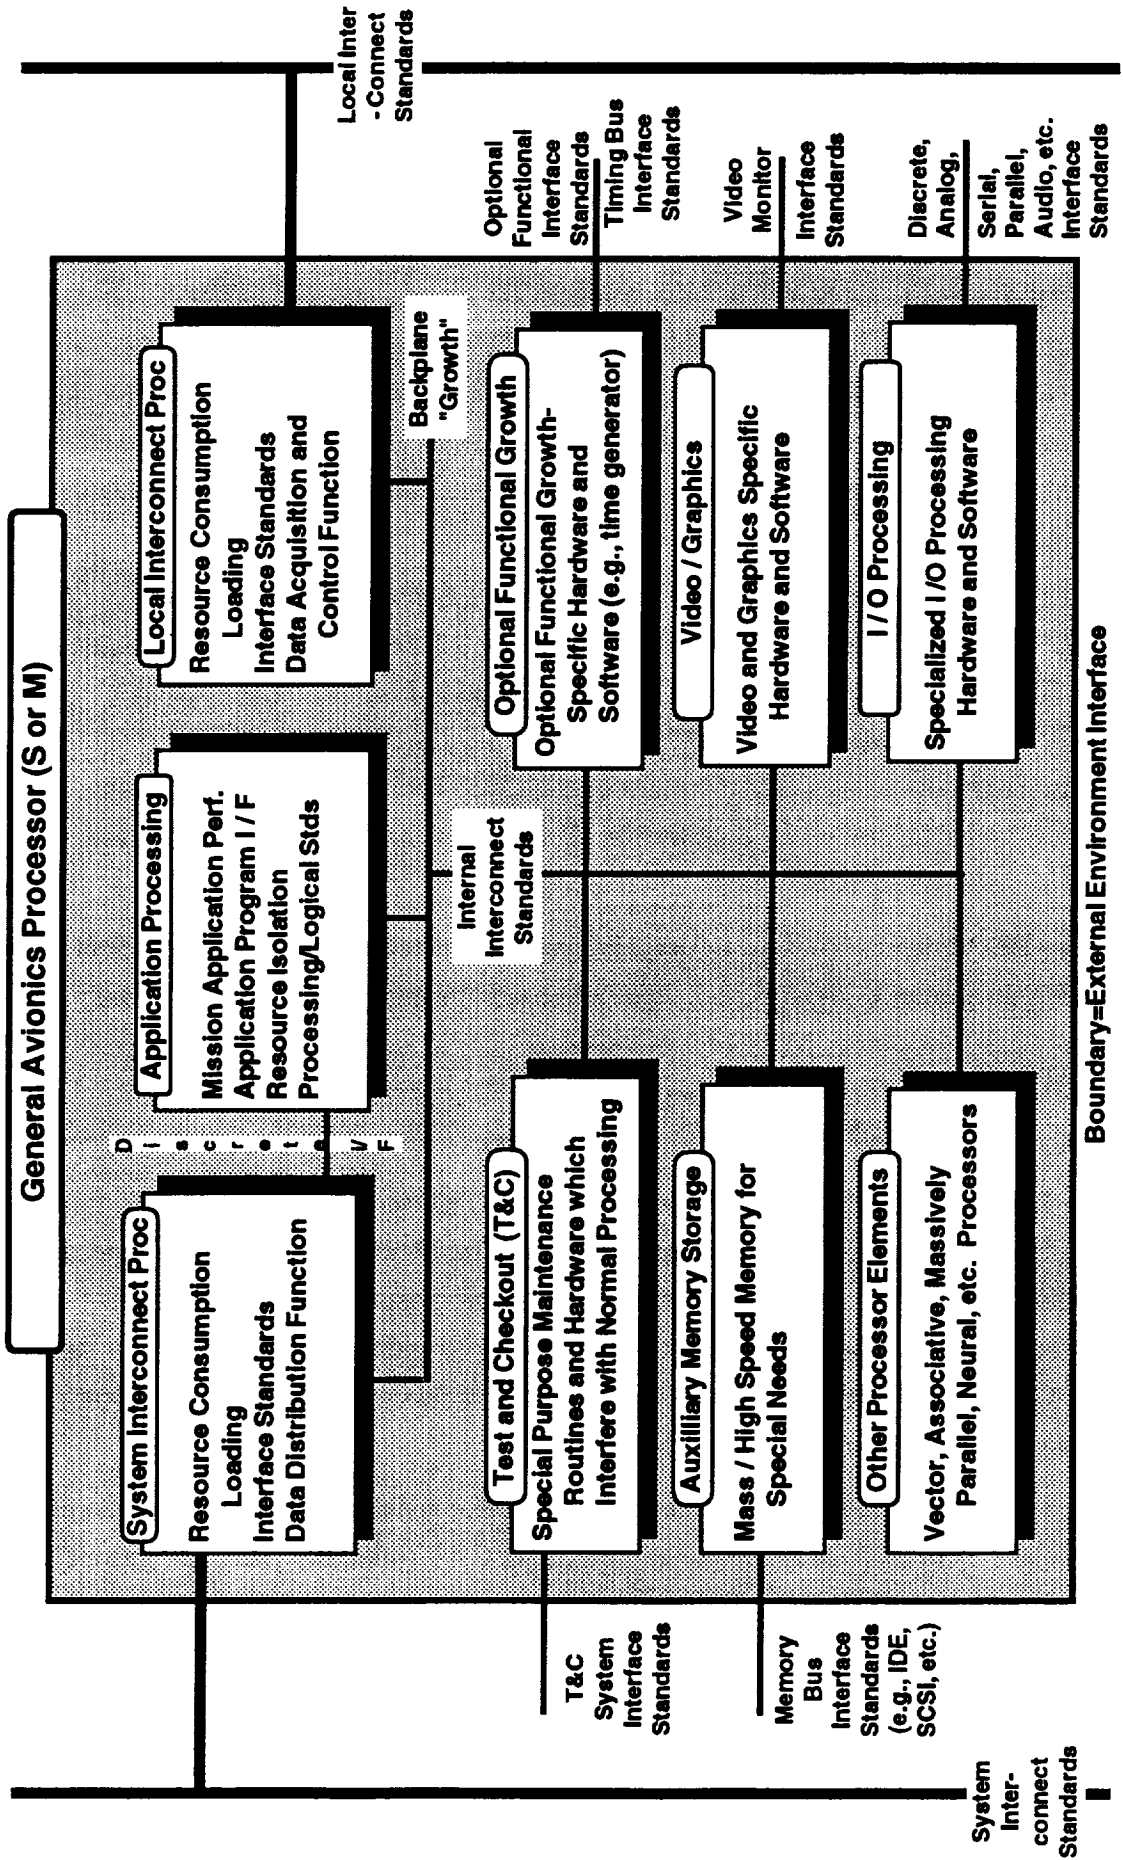 General Avionics Processor (S or M)
System Interconnect Proc
Resource Consumption
Loading
Interface Standards
Data Distribution Function
Discrete I/F
Application Processing
Mission Application Perf.
Application Program I / F
Resource Isolation
Processing/Logical Stds
Local Interconnect Proc
Resource Consumption
Loading
Interface Standards
Data Acquisition and
Control Function
Local Inter
- Connect
Standards
Backplane
"Growth"
Internal
Interconnect
Standards
Test and Checkout (T&C)
Special Purpose Maintenance
Routines and Hardware which
Interfere with Normal Processing
T&C
System
Interface
Standards
Optional Functional Growth
Optional Functional Growth-
Specific Hardware and
Software (e.g., time generator)
Optional
Functional
Interface
Standards
Timing Bus
Interface
Standards
Auxilliary Memory Storage
Mass / High Speed Memory for
Special Needs
Memory
Bus
Interface
Standards
(e.g., IDE,
SCSI, etc.)
Video / Graphics
Video and Graphics Specific
Hardware and Software
Video
Monitor
Interface
Standards
Other Processor Elements
Vector, Associative, Massively
Parallel, Neural, etc. Processors
I / O Processing
Specialized I/O Processing
Hardware and Software
Discrete,
Analog,
Serial,
Parallel,
Audio, etc.
Interface
Standards
System
Inter-
connect
Standards
Boundary=External Environment Interface